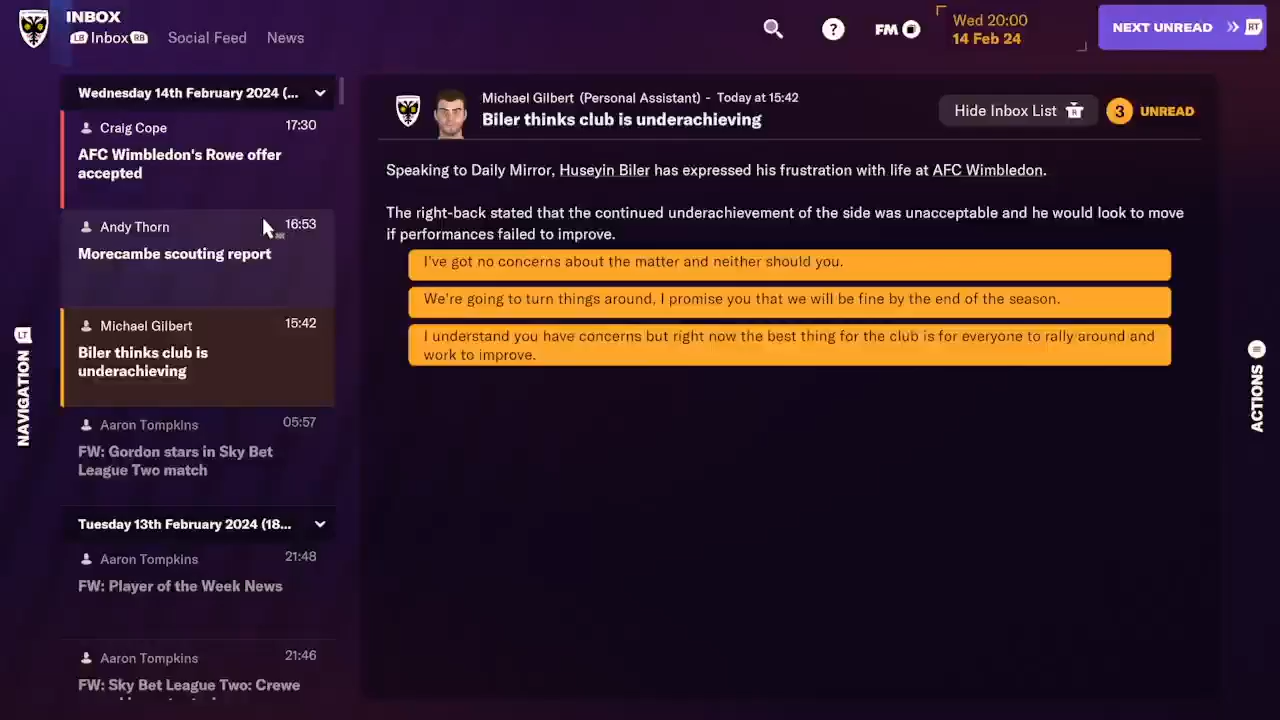 INBOX
LB Inbox RB
Social Feed
News
?
FM
Wed 20:00
14 Feb 24
NEXT UNREAD
RT
Wednesday 14th February 2024 (...
Craig Cope
17:30
AFC Wimbledon's Rowe offer
accepted
Andy Thorn
16:53
Morecambe scouting report
Michael Gilbert
15:42
Biler thinks club is
underachieving
Aaron Tompkins
05:57
FW: Gordon stars in Sky Bet
League Two match
Tuesday 13th February 2024 (18...
Aaron Tompkins
21:48
FW: Player of the Week News
Aaron Tompkins
21:46
FW: Sky Bet League Two: Crewe
Michael Gilbert (Personal Assistant) - Today at 15:42
Biler thinks club is underachieving
Hide Inbox List
R
3
UNREAD
Speaking to Daily Mirror, Huseyin Biler has expressed his frustration with life at AFC Wimbledon.
The right-back stated that the continued underachievement of the side was unacceptable and he would look to move
if performances failed to improve.
I've got no concerns about the matter and neither should you.
We're going to turn things around, I promise you that we will be fine by the end of the season.
I understand you have concerns but right now the best thing for the club is for everyone to rally around and
work to improve.
LT
NAVIGATION
ACTIONS